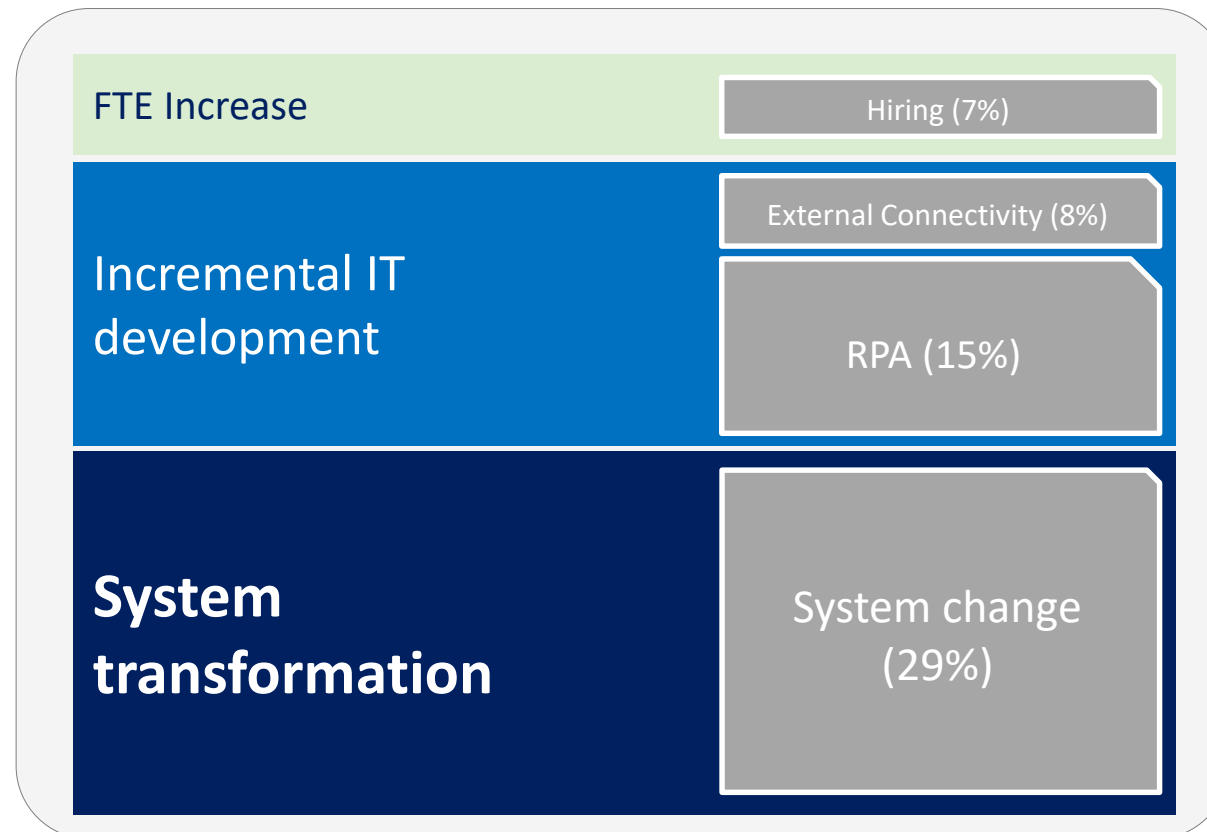 FTE Increase
Hiring (7%)
External Connectivity (8%)
Incremental IT
development
RPA (15%)
System
transformation
System change
(29%)